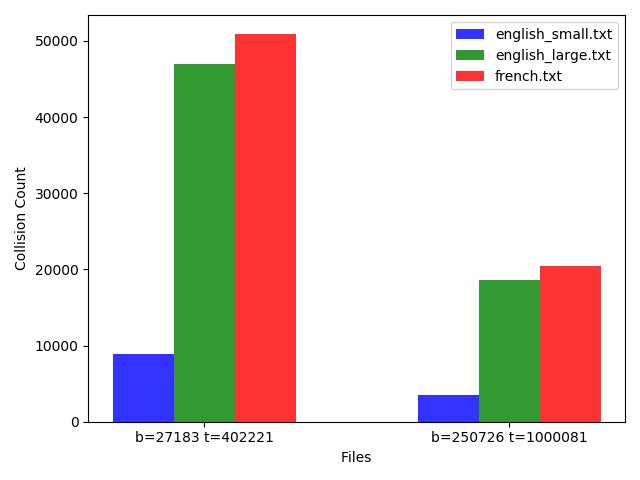 50000
40000
30000
20000
10000
0
Collision Count
english_small.txt
english_large.txt
french.txt
b=27183 t=402221
b=250726 t=1000081
Files